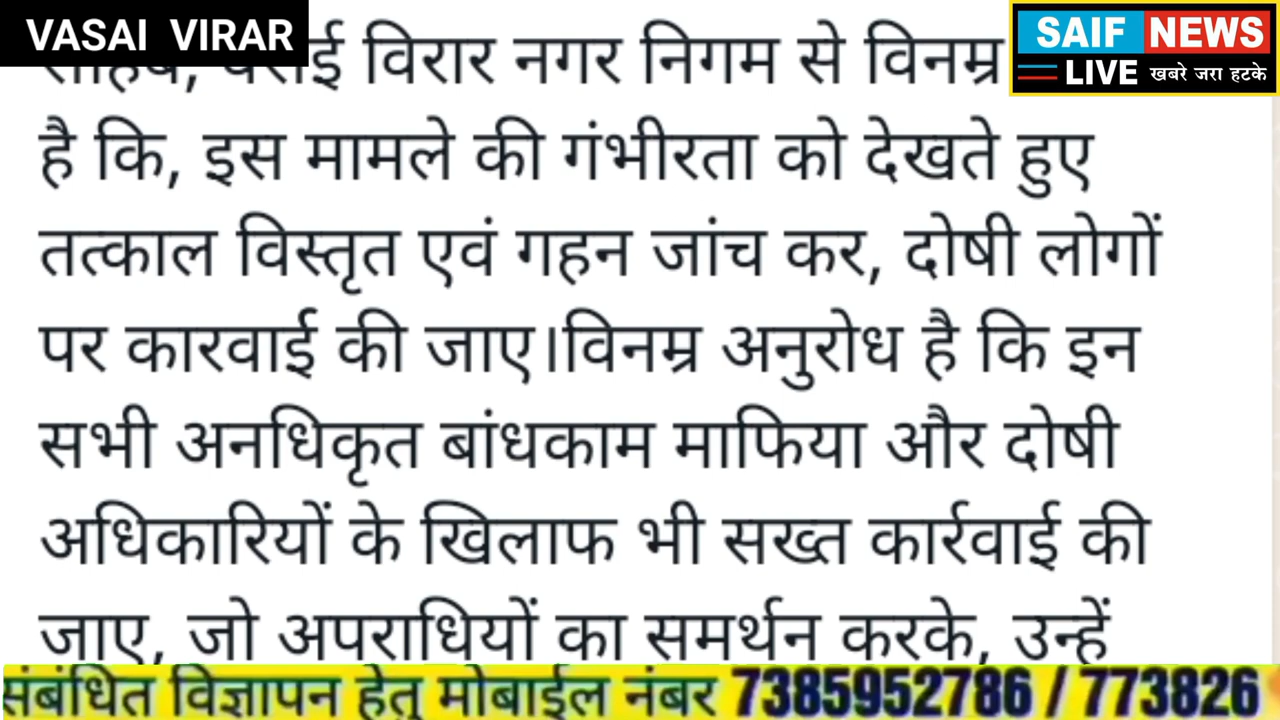 VASAI VIRAR
SAIF NEWS
LIVE खबरे जरा हटके
विरार नगर निगम से विनम्र
है कि, इस मामले की गंभीरता को देखते हुए
तत्काल विस्तृत एवं गहन जांच कर, दोषी लोगों
पर कारवाई की जाए।विनम्र अनुरोध है कि इन
सभी अनधिकृत बांधकाम माफिया और दोषी
अधिकारियों के खिलाफ भी सख्त कार्रवाई की
जाए, जो अपराधियों का समर्थन करके, उन्हें
संबंधित विज्ञापन हेतु मोबाईल नंबर 7385952786 / 773826